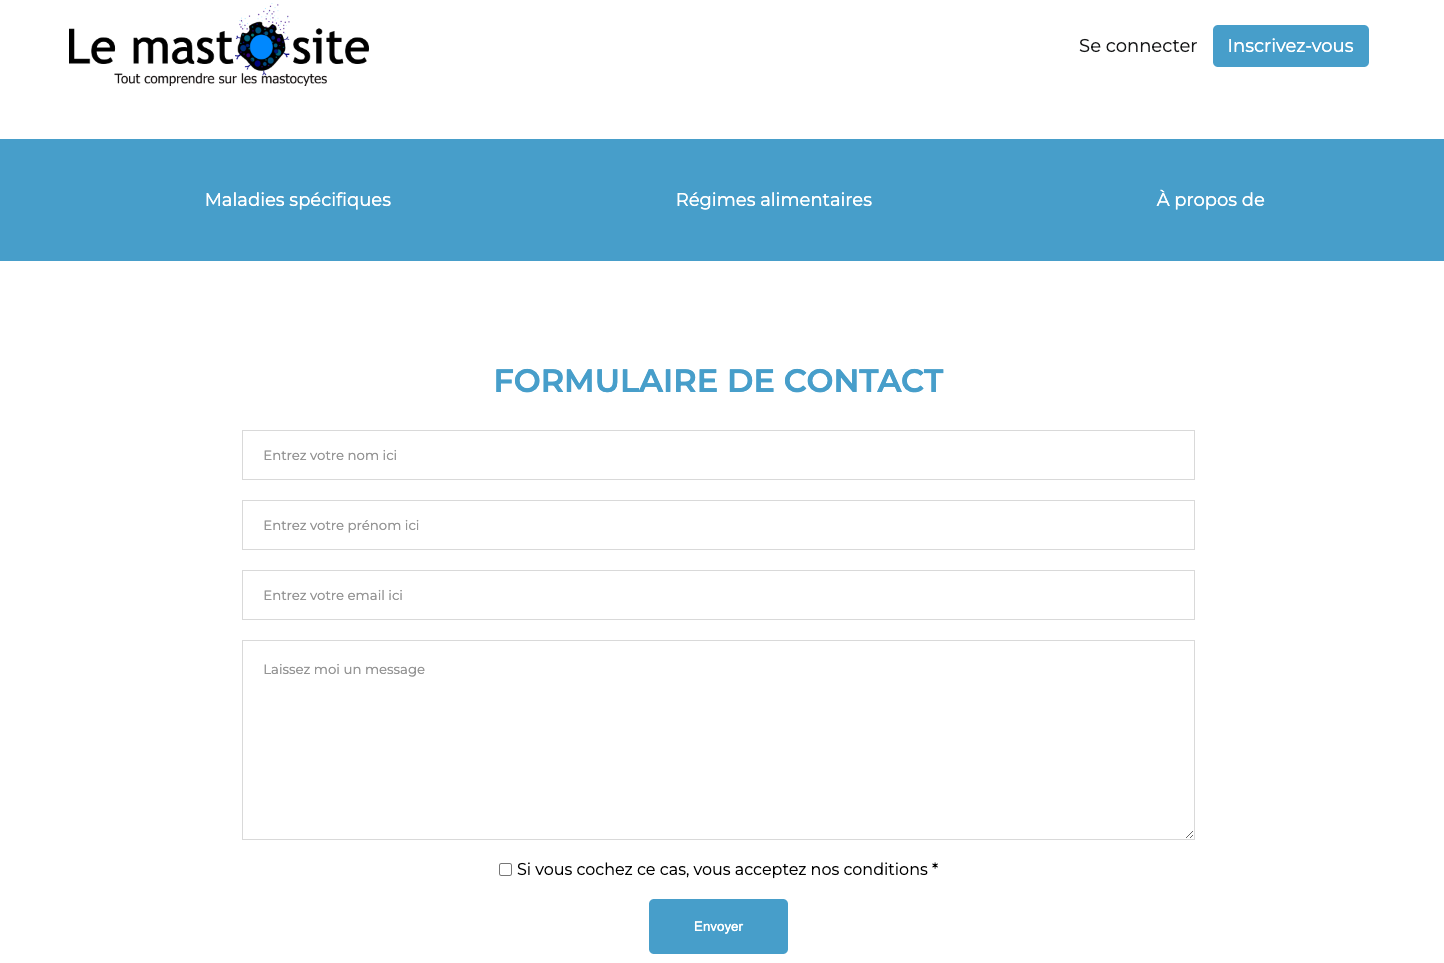 Le mastosite
Tout comprendre sur les mastocytes
Se connecter
Inscrivez-vous
Maladies spécifiques
Régimes alimentaires
À propos de
FORMULAIRE DE CONTACT
Entrez votre nom ici
Entrez votre prénom ici
Entrez votre email ici
Laissez moi un message
Si vous cochez ce cas, vous acceptez nos conditions *
Envoyer